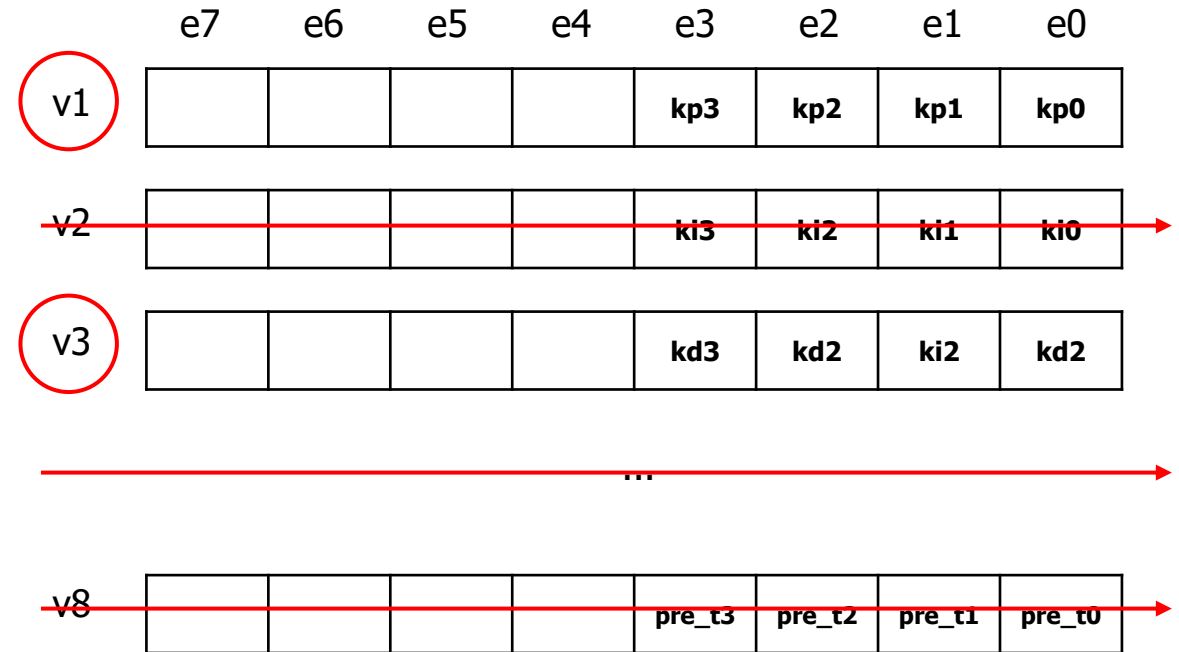 e7 e6 e5 e4 e3 e2 e1 e0
v1 kp3 kp2 kp1 kp0
v2 ki3 ki2 ki1 ki0
v3 kd3 kd2 ki2 kd2
...
v8 pre_t3 pre_t2 pre_t1 pre_t0